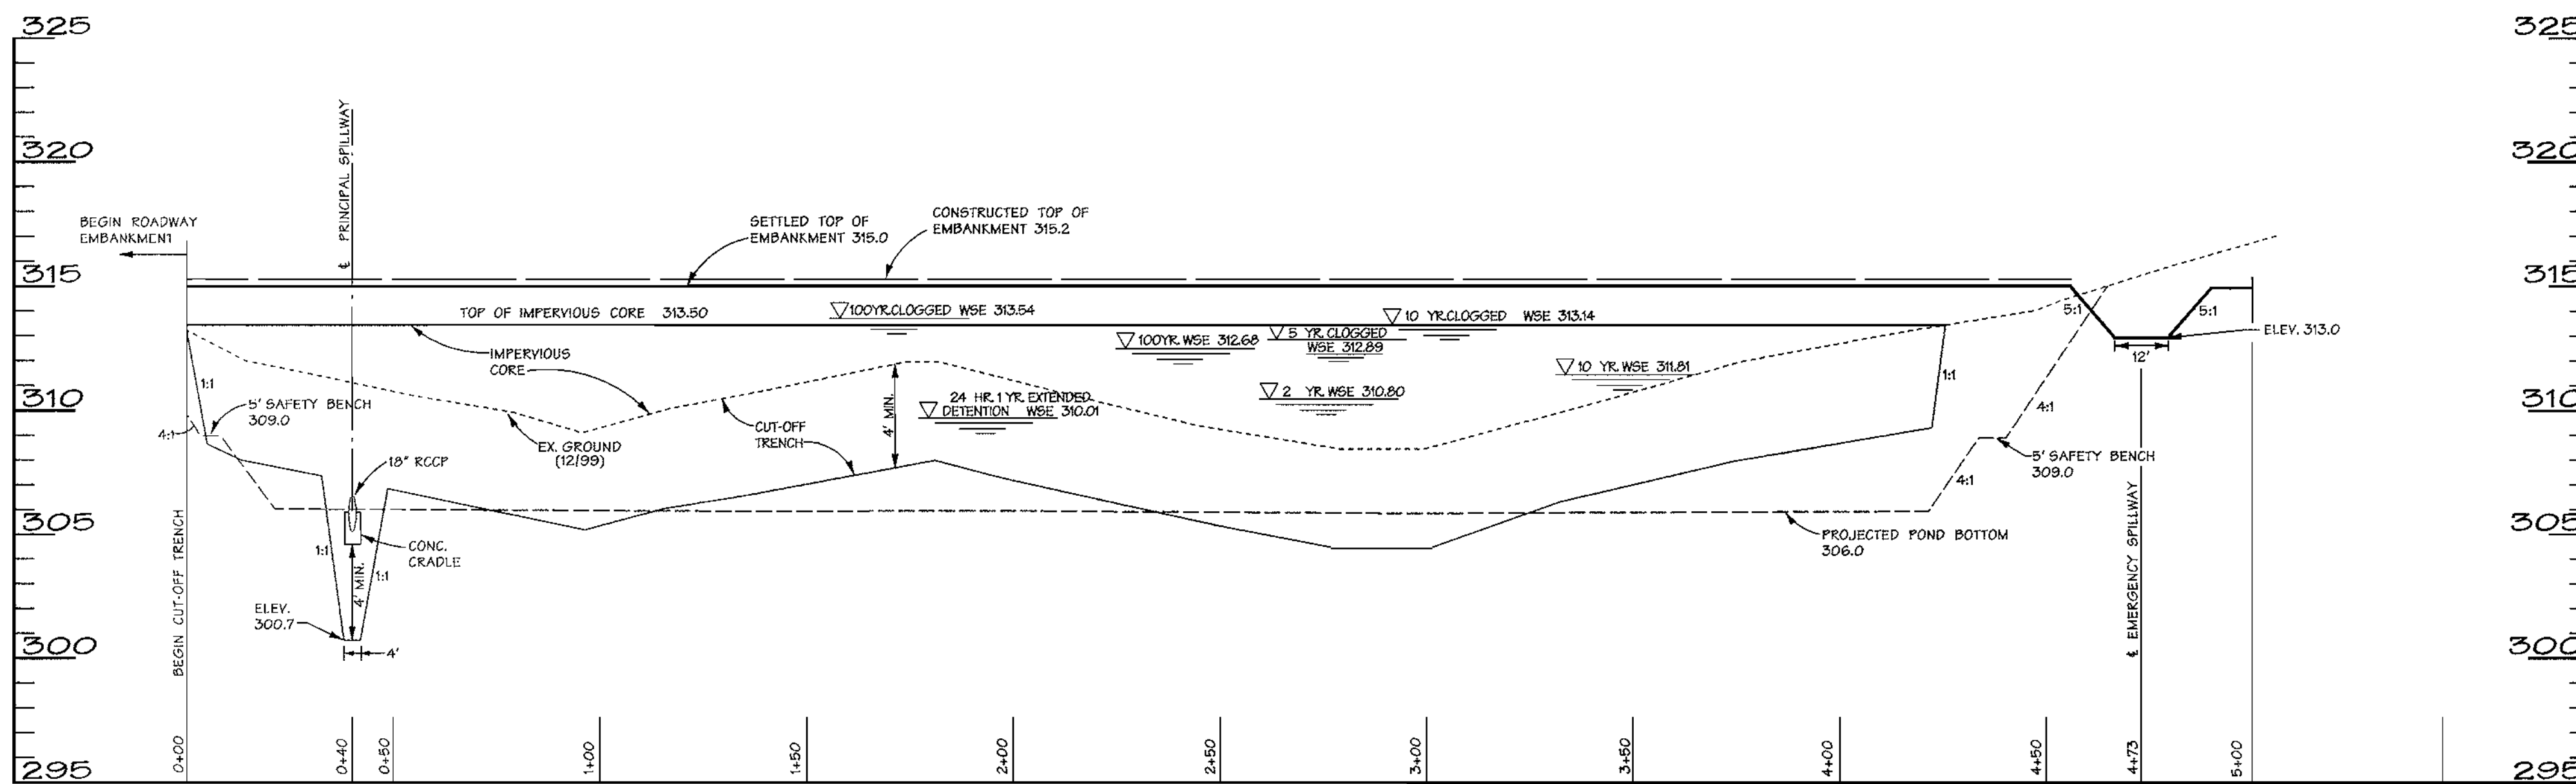 325
325
320
320
315
315
310
310
305
305
300
300
295
295
BEGIN ROADWAY
EMBANKMENT
℄ PRINCIPAL SPILLWAY
SETTLED TOP OF
EMBANKMENT 315.0
CONSTRUCTED TOP OF
EMBANKMENT 315.2
TOP OF IMPERVIOUS CORE 313.50
100YR.CLOGGED WSE 313.54
10 YR.CLOGGED WSE 313.14
100YR. WSE 312.68
5 YR. CLOGGED
WSE 312.89
10 YR. WSE 311.81
2 YR. WSE 310.80
24 HR. 1 YR. EXTENDED
DETENTION WSE 310.01
IMPERVIOUS
CORE
1:1
5' SAFETY BENCH
309.0
4:1
EX. GROUND
(12/99)
CUT-OFF
TRENCH
4' MIN.
18" RCCP
CONC.
CRADLE
1:1
1:1
4' MIN.
ELEV.
300.7
4'
BEGIN CUT-OFF TRENCH
1:1
5:1
5:1
12'
ELEV. 313.0
4:1
4:1
5' SAFETY BENCH
309.0
PROJECTED POND BOTTOM
306.0
℄ EMERGENCY SPILLWAY
0+00
0+40
0+50
1+00
1+50
2+00
2+50
3+00
3+50
4+00
4+50
4+73
5+00